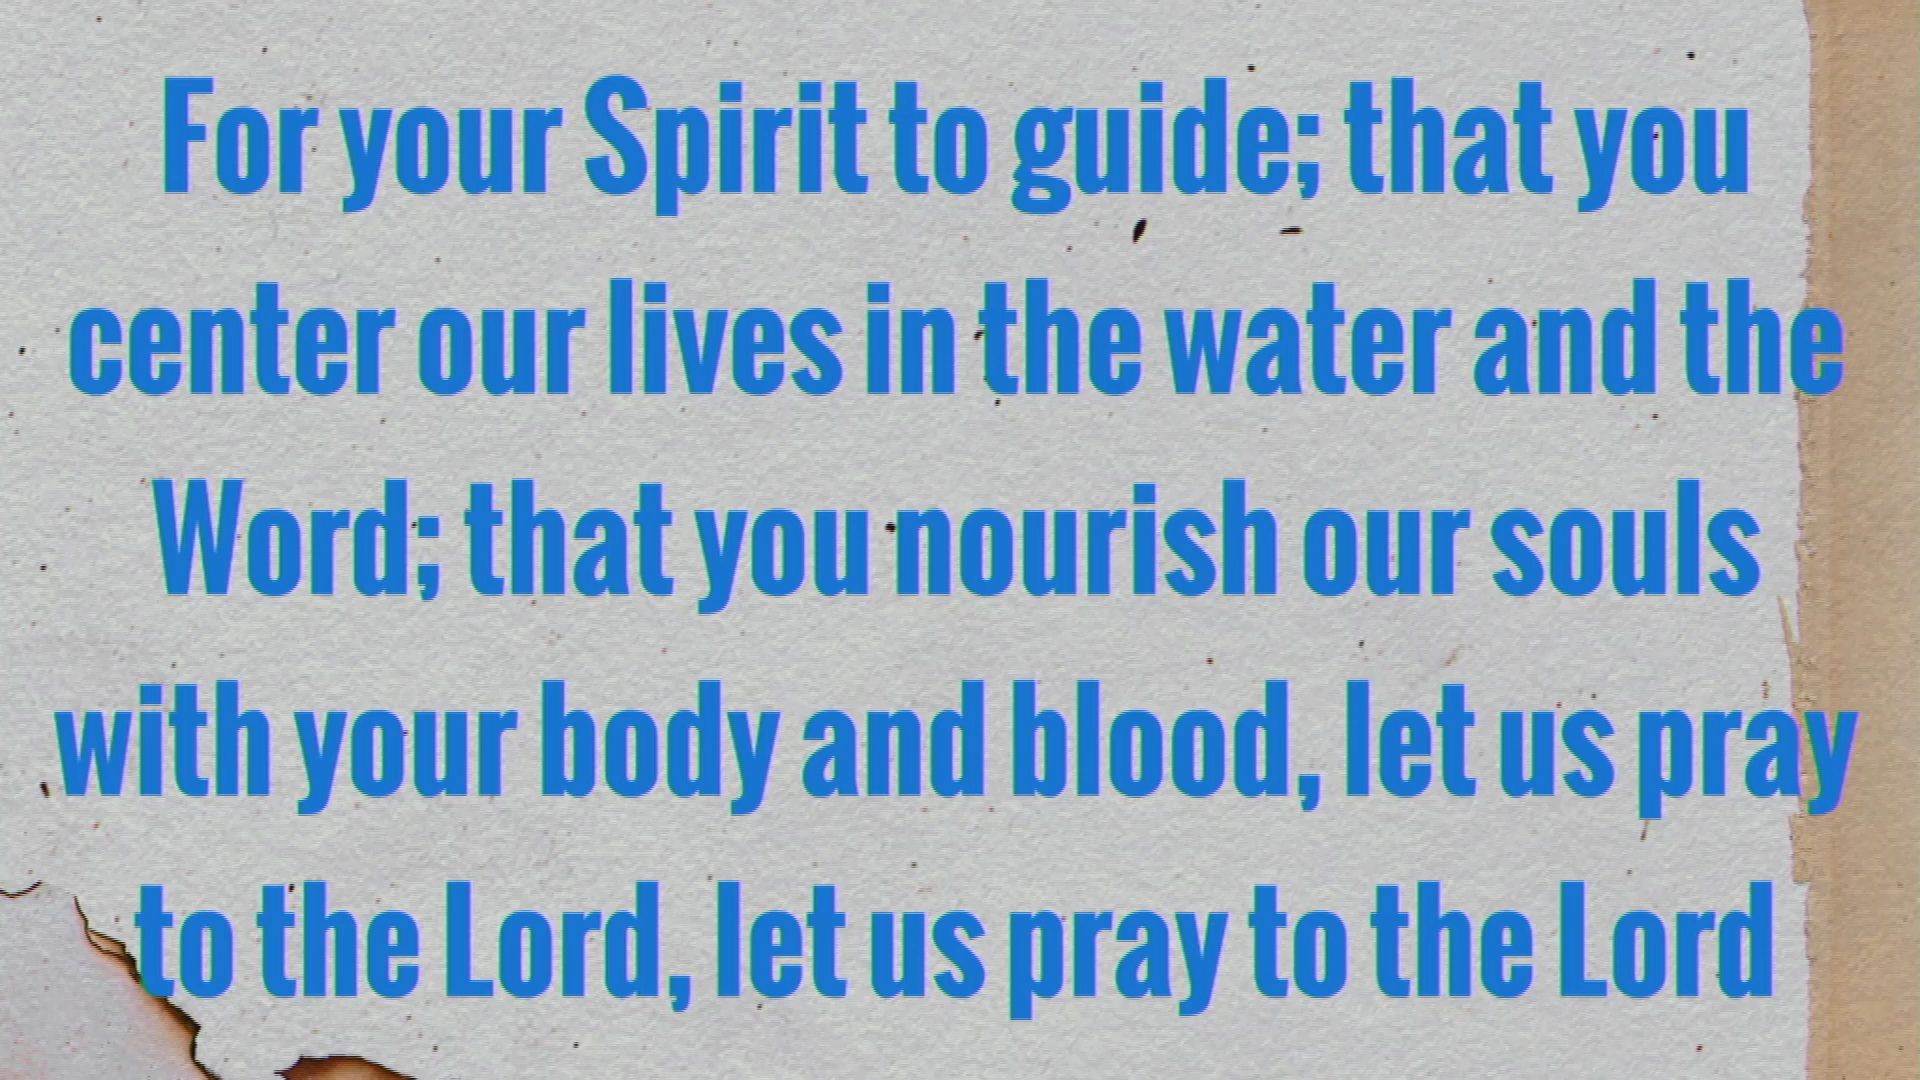 For your Spirit to guide; that you
center our lives in the water and the
Word; that you nourish our souls
with your body and blood, let us pray
to the Lord, let us pray to the Lord